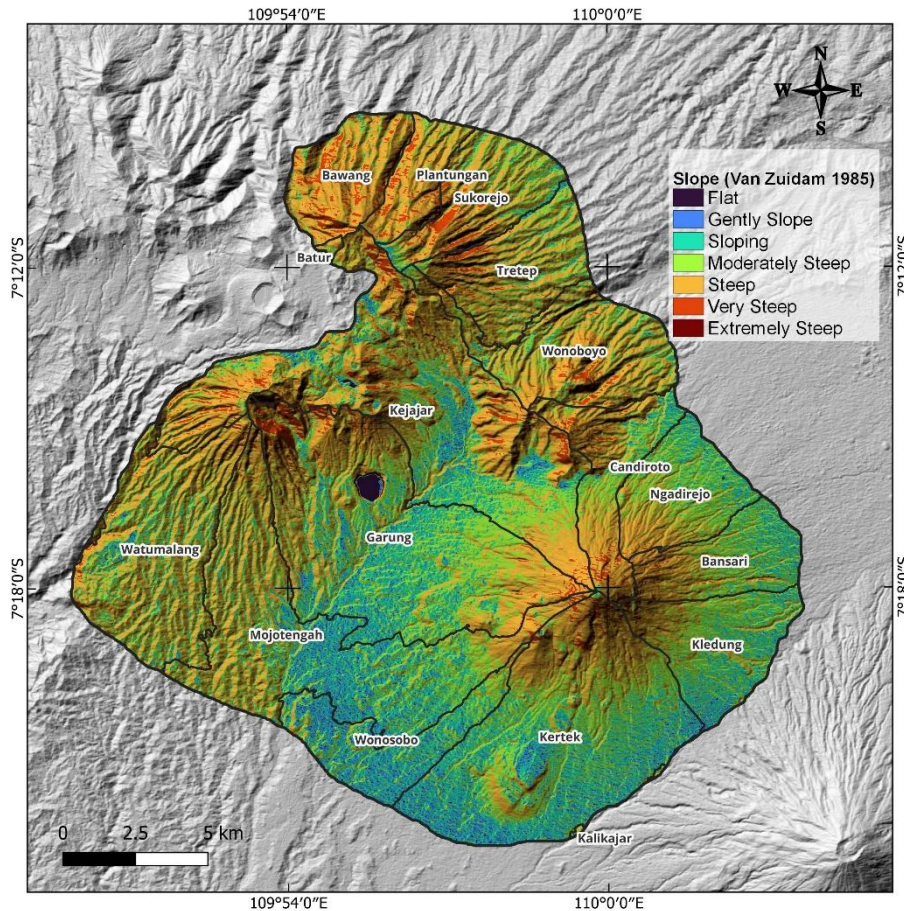 109°54'0"E
110°0'0"E
N
W
E
S
Slope (Van Zuidam 1985)
Flat
Gently Slope
Sloping
Moderately Steep
Steep
Very Steep
Extremely Steep
Bawang
Plantungan
Sukorejo
Batur
Tretep
7°12'0"S
7°12'0"S
Wonoboyo
Kejajar
Candiroto
Ngadirejo
Garung
Watumalang
Bansari
7°18'0"S
7°18'0"S
Mojotengah
Kledung
Wonosobo
Kertek
Kalikajar
0 2.5 5 km
109°54'0"E
110°0'0"E